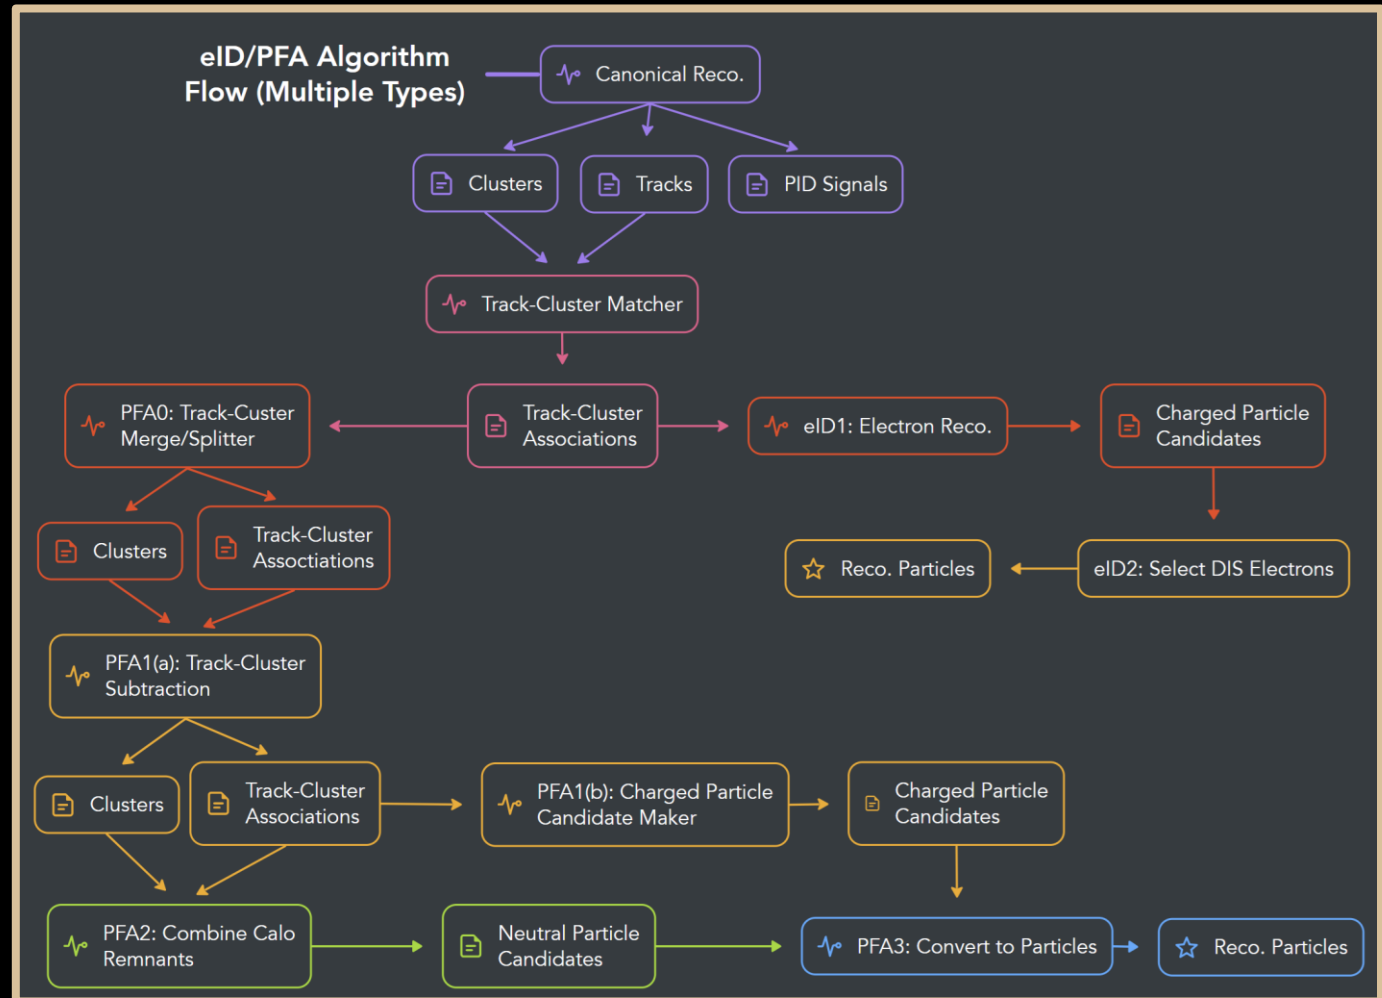 eID/PFA Algorithm
Flow (Multiple Types)
Canonical Reco.
Clusters
Tracks
PID Signals
Track-Cluster Matcher
PFA0: Track-Custer
Merge/Splitter
Track-Cluster
Associations
eID1: Electron Reco.
Charged Particle
Candidates
Clusters
Track-Cluster
Assoctiations
Reco. Particles
eID2: Select DIS Electrons
PFA1(a): Track-Cluster
Subtraction
Clusters
Track-Cluster
Associations
PFA1(b): Charged Particle
Candidate Maker
Charged Particle
Candidates
PFA2: Combine Calo
Remnants
Neutral Particle
Candidates
PFA3: Convert to Particles
Reco. Particles